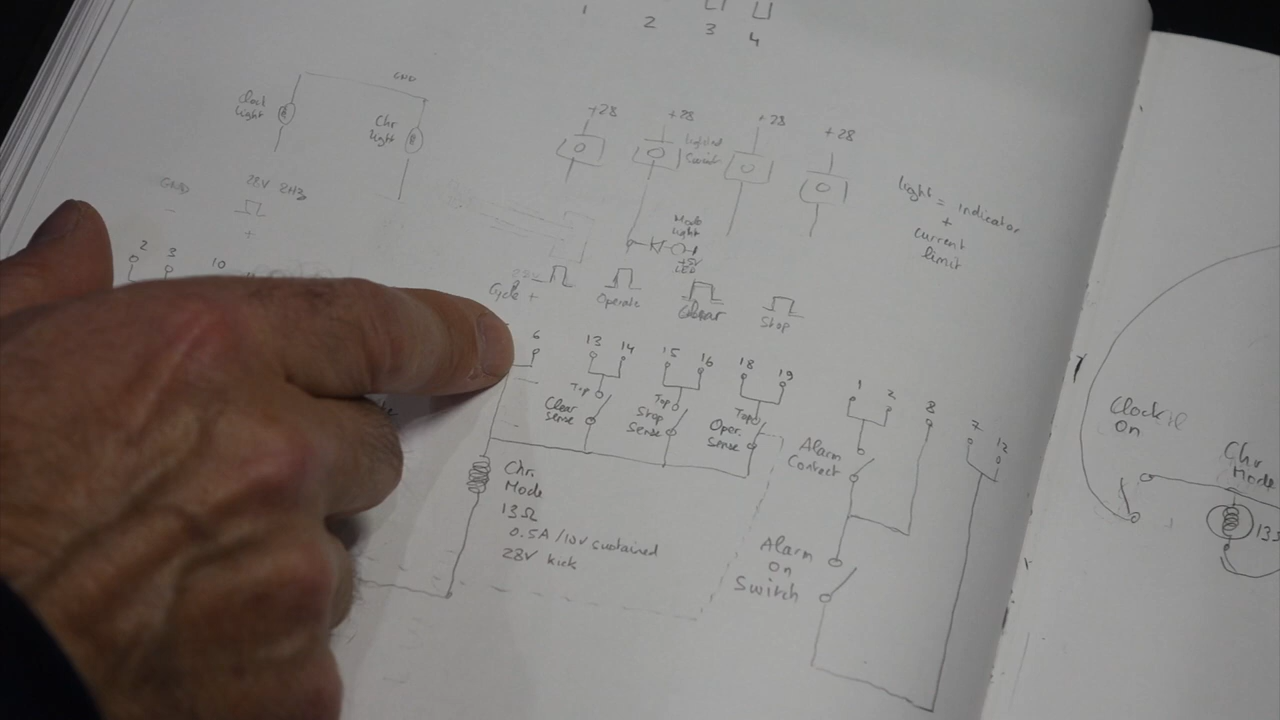 1 2 3 4
GND
Clock
light
Chr
light
+28 +28 +28 +28
lighted
Switch
light = indicator
+
current
limit
GND
28V 2Hz
-
+
Mode
light
+5V
LED
2 3 10
Cycle +
Operate
Clear
Stop
6 13 14 15 16 18 19
Top
Clear
sense
Top
Stop
sense
Top
Oper.
sense
1 2 8 7 12
Alarm
Contact
Chr.
Mode
13Ω
0.5A/10V sustained
28V kick
Alarm
On
Switch
Clock
On
Chr
Mode